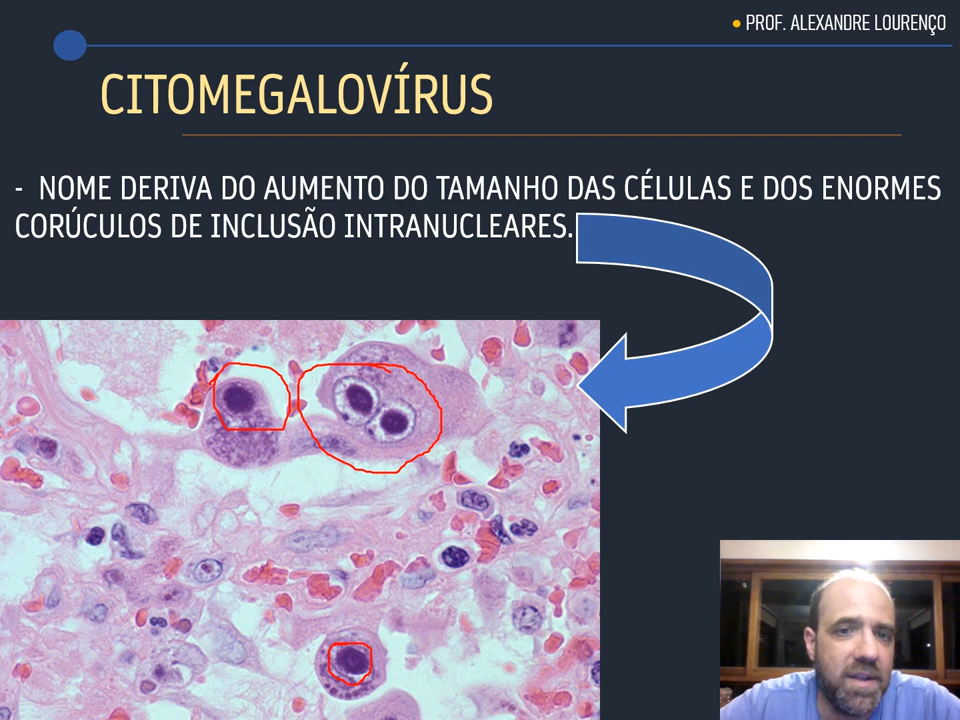 ● PROF. ALEXANDRE LOURENÇO
CITOMEGALOVÍRUS
- NOME DERIVA DO AUMENTO DO TAMANHO DAS CÉLULAS E DOS ENORMES
CORÚCULOS DE INCLUSÃO INTRANUCLEARES.